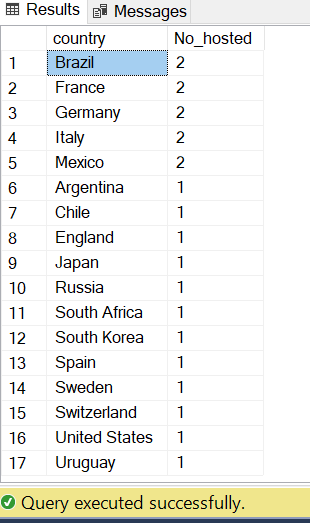 Results Messages
country No_hosted
1 Brazil 2
2 France 2
3 Germany 2
4 Italy 2
5 Mexico 2
6 Argentina 1
7 Chile 1
8 England 1
9 Japan 1
10 Russia 1
11 South Africa 1
12 South Korea 1
13 Spain 1
14 Sweden 1
15 Switzerland 1
16 United States 1
17 Uruguay 1
Query executed successfully.